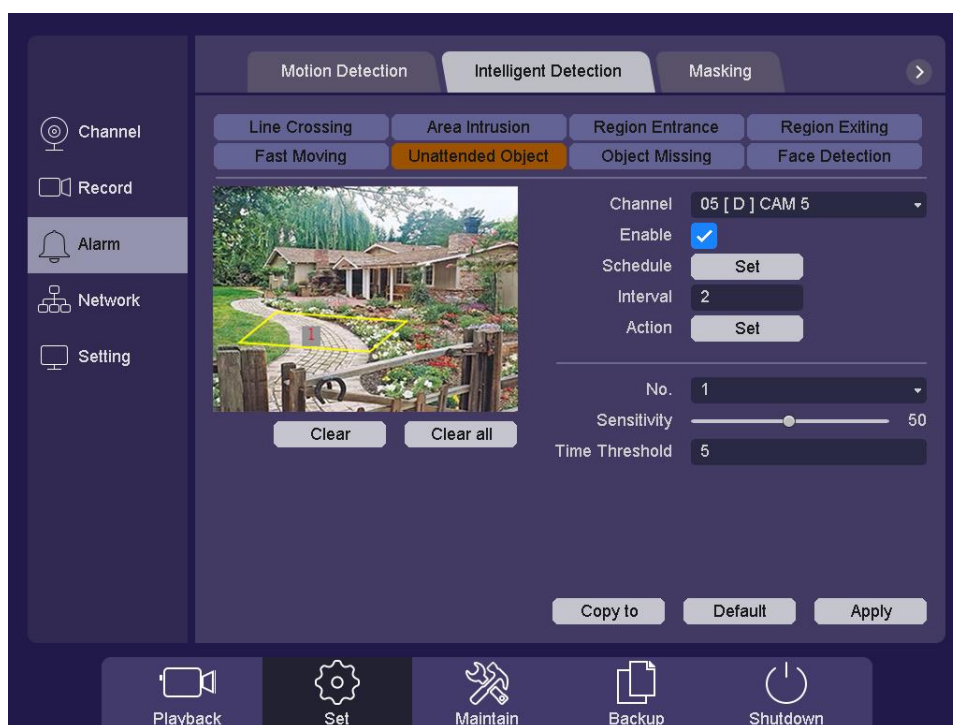 Motion Detection Intelligent Detection Masking
Channel
Record
Alarm
Network
Setting
Line Crossing Area Intrusion Region Entrance Region Exiting
Fast Moving Unattended Object Object Missing Face Detection
1
Clear Clear all
Channel 05 [ D ] CAM 5
Enable
Schedule Set
Interval 2
Action Set
No. 1
Sensitivity 50
Time Threshold 5
Copy to Default Apply
Playback Set Maintain Backup Shutdown